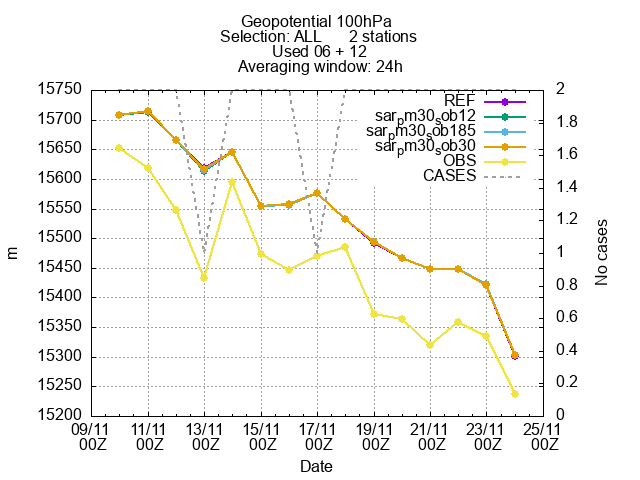 Geopotential 100hPa
Selection: ALL 2 stations
Used 06 + 12
Averaging window: 24h
15750
15700
15650
15600
15550
15500
15450
15400
15350
15300
15250
15200
m
REF
sar_pm30_sob12
sar_pm30_sob185
sar_pm30_sob30
OBS
CASES
2
1.8
1.6
1.4
1.2
1
0.8
0.6
0.4
0.2
0
No cases
09/11 11/11 13/11 15/11 17/11 19/11 21/11 23/11 25/11
00Z 00Z 00Z 00Z 00Z 00Z 00Z 00Z 00Z
Date